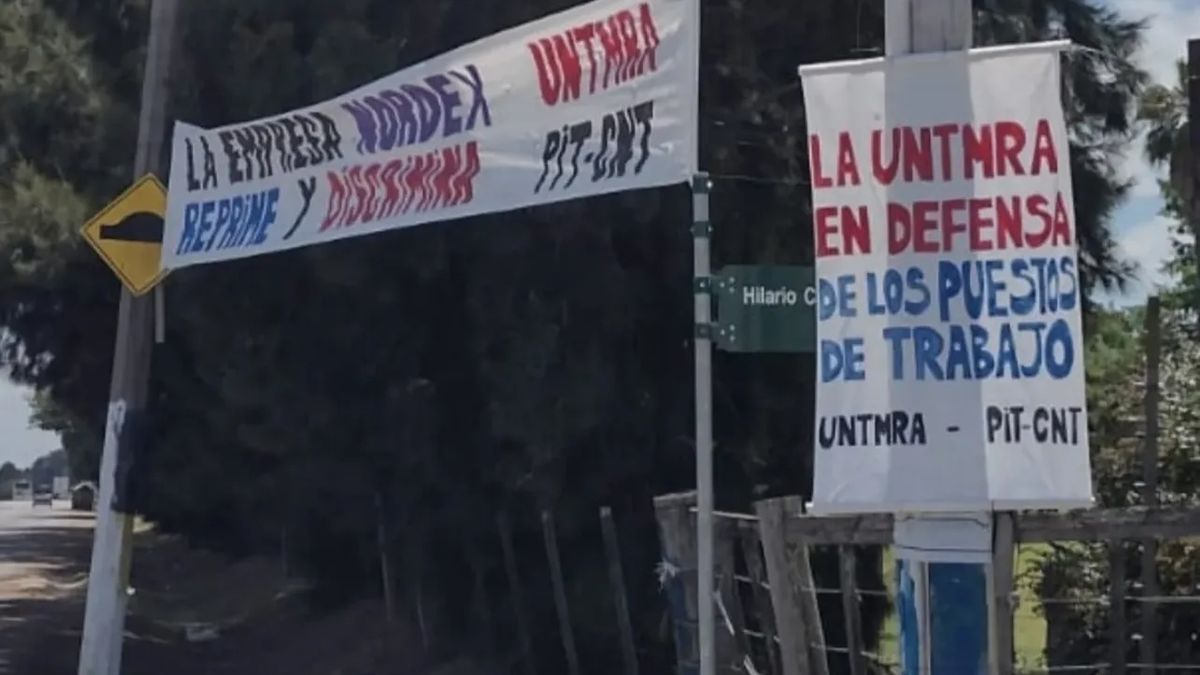 LA EMPRESA NORDEX
REPRIME Y DISCRIMINA
UNTMRA
PIT-CNT
Hilario
LA UNTMRA
EN DEFENSA
DE LOS PUESTOS
DE TRABAJO
UNTMRA - PIT-CNT